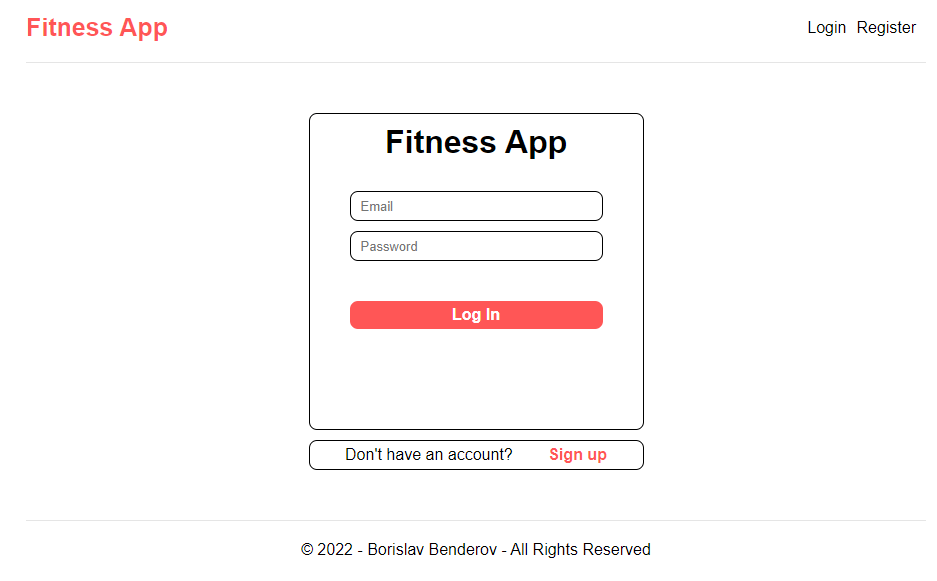 Fitness App
Login Register
Fitness App
Email
Password
Log In
Don't have an account? Sign up
© 2022 - Borislav Benderov - All Rights Reserved